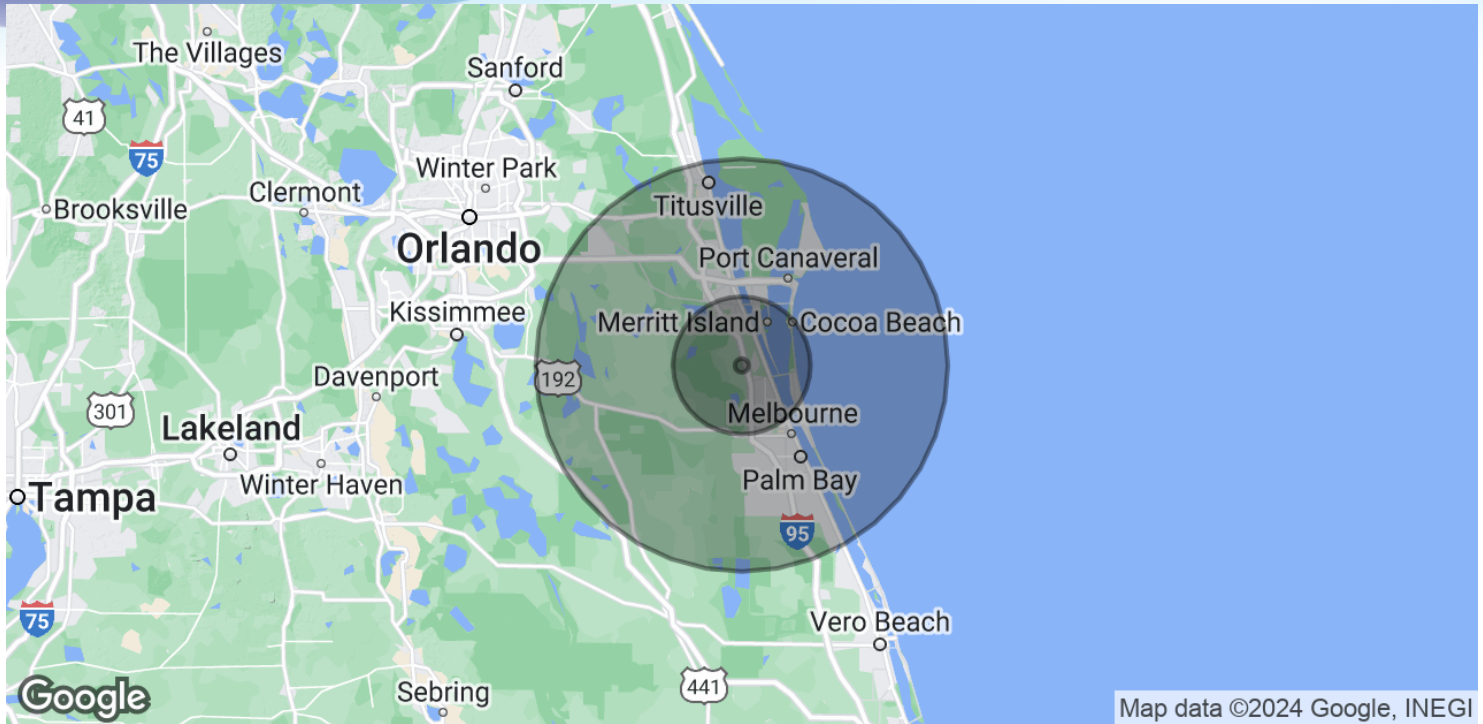 The Villages
Sanford
41
75
Winter Park
Clermont
Brooksville
Titusville
Orlando
Port Canaveral
Kissimmee
Merritt Island
Cocoa Beach
192
Davenport
301
Lakeland
Melbourne
Winter Haven
Palm Bay
Tampa
95
75
Vero Beach
441
Sebring
Google
Map data ©2024 Google, INEGI